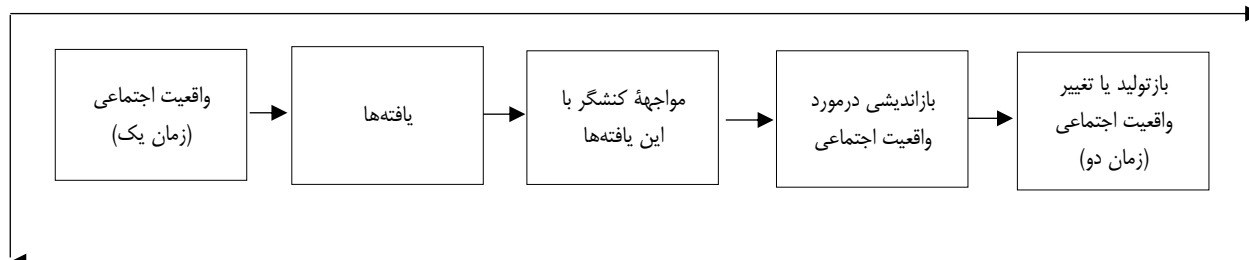 واقعیت اجتماعی
(زمان یک)
یافته‌ها
مواجههٔ کنشگر با
این یافته‌ها
بازاندیشی درمورد
واقعیت اجتماعی
بازتولید یا تغییر
واقعیت اجتماعی
(زمان دو)